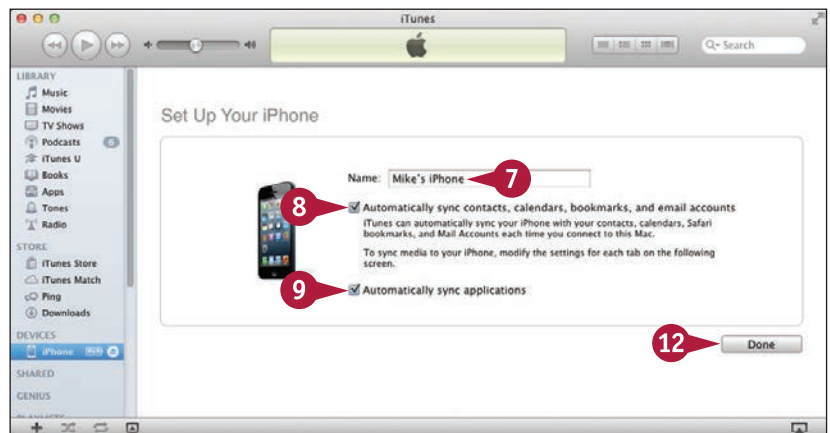 iTunes
Search
LIBRARY
Music
Movies
TV Shows
Podcasts 6
iTunes U
Books
Apps
Tones
Radio
STORE
iTunes Store
iTunes Match
Ping
Downloads
DEVICES
iPhone
SHARED
GENIUS
Set Up Your iPhone
Name: Mike's iPhone 7
8 Automatically sync contacts, calendars, bookmarks, and email accounts
iTunes can automatically sync your iPhone with your contacts, calendars, Safari
bookmarks, and Mail Accounts each time you connect to this Mac.
To sync media to your iPhone, modify the settings for each tab on the following
screen.
9 Automatically sync applications
12 Done